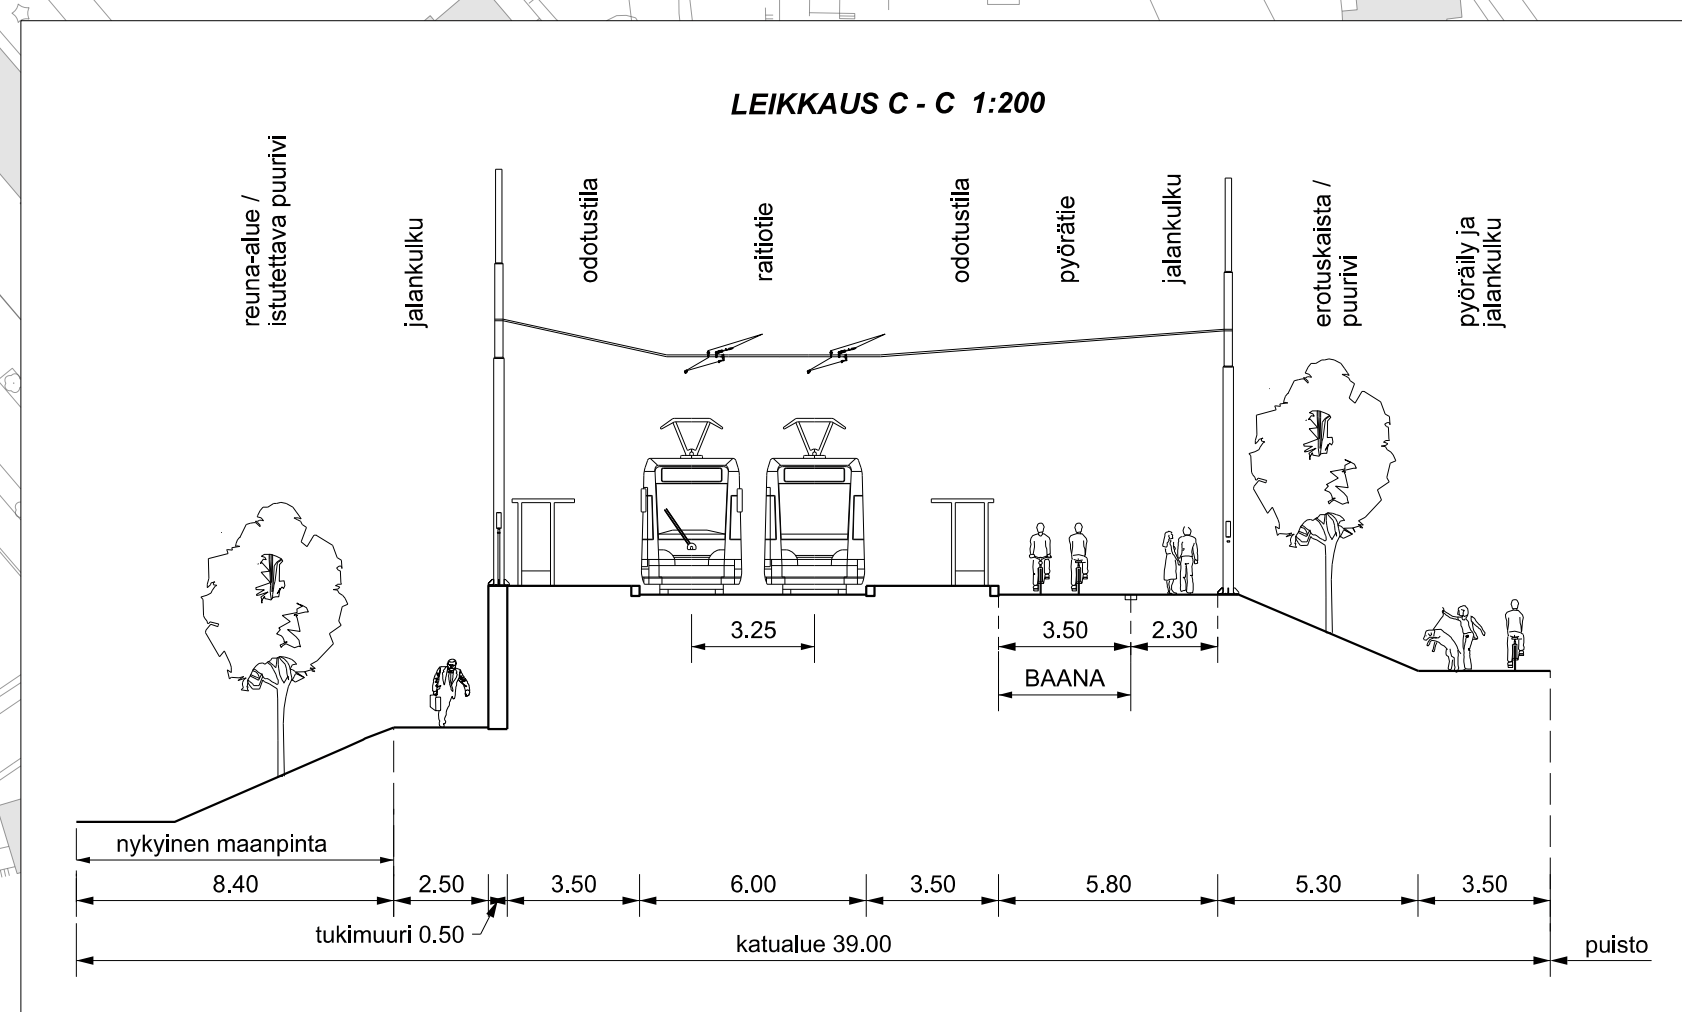 LEIKKAUS C - C 1:200
reuna-alue /
istutettava puurivi
jalankulku
odotustila
raitiotie
odotustila
pyörätie
jalankulku
erotuskaista /
puurivi
pyöräily ja
jalankulku
3.25
3.50
2.30
BAANA
nykyinen maanpinta
8.40
2.50
3.50
6.00
3.50
5.80
5.30
3.50
tukimuuri 0.50
katualue 39.00
puisto